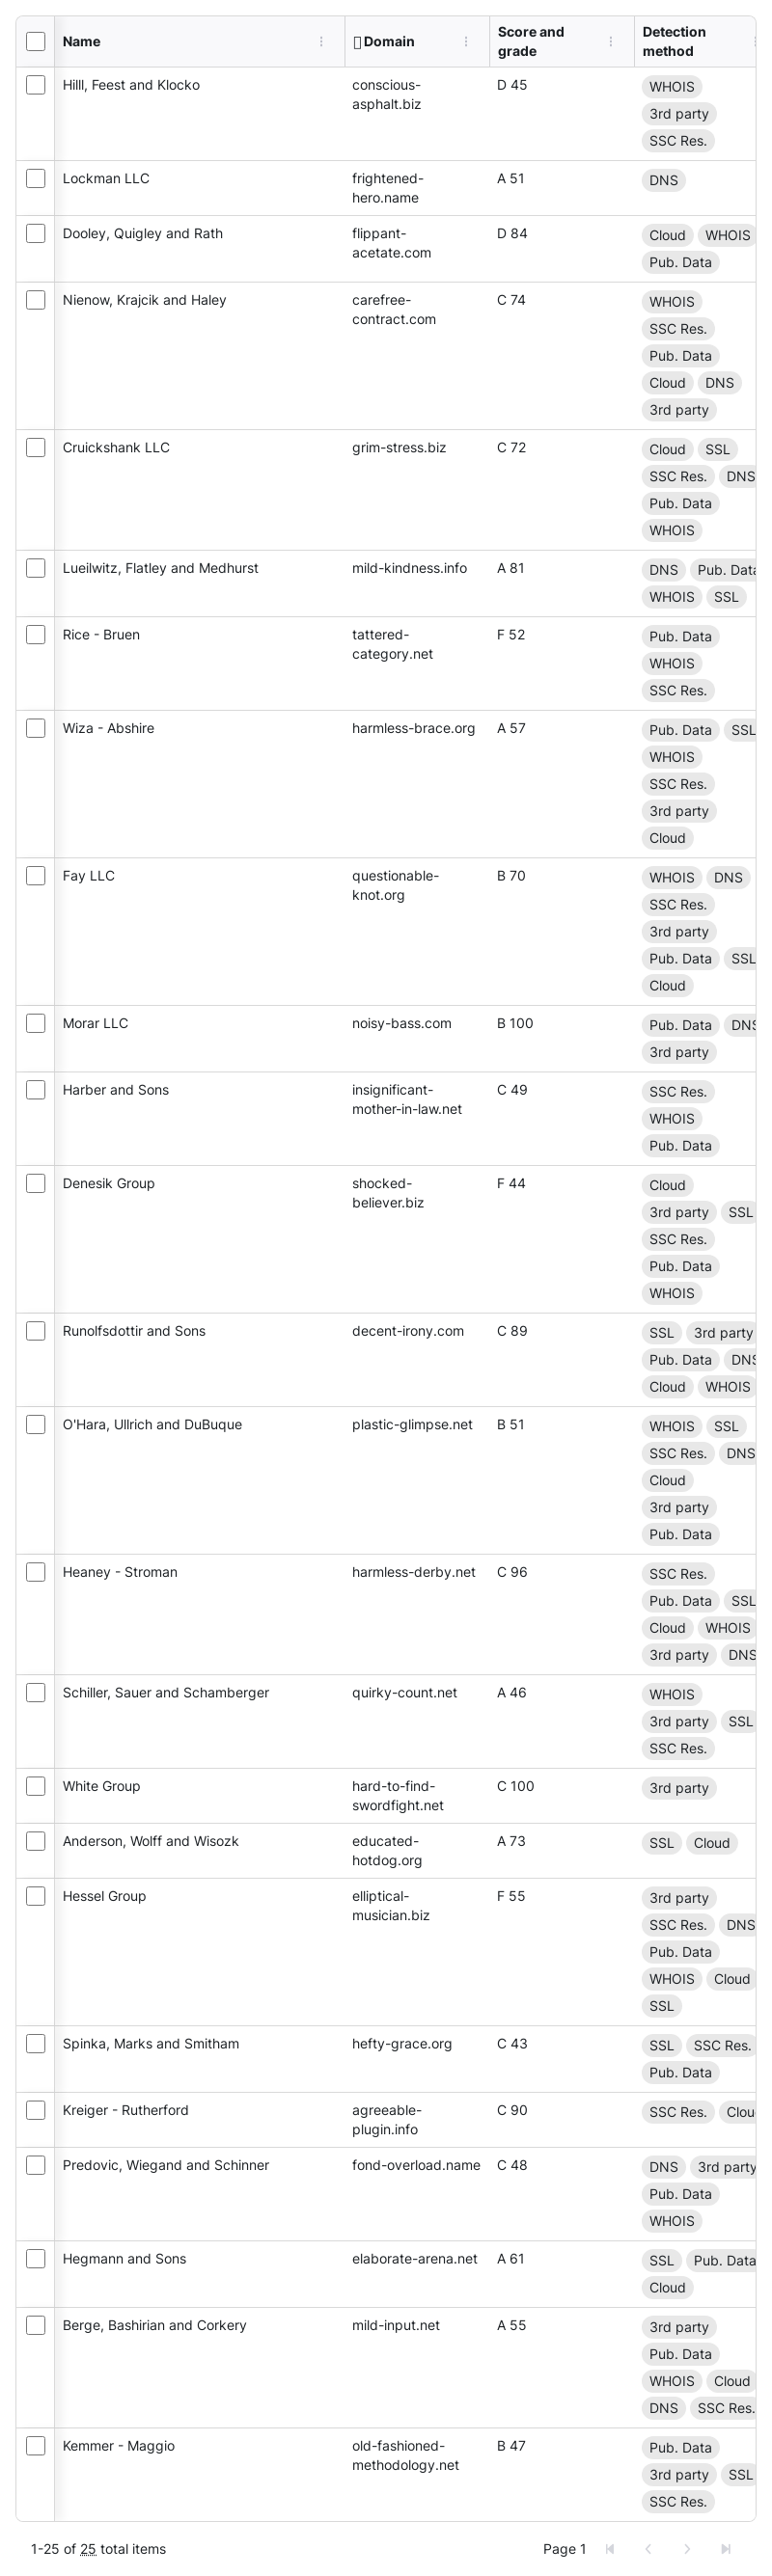 Name Domain Score and grade Detection method
Hilll, Feest and Klocko conscious-asphalt.biz D 45 WHOIS 3rd party SSC Res.
Lockman LLC frightened-hero.name A 51 DNS
Dooley, Quigley and Rath flippant-acetate.com D 84 Cloud WHOIS Pub. Data
Nienow, Krajcik and Haley carefree-contract.com C 74 WHOIS SSC Res. Pub. Data Cloud DNS 3rd party
Cruickshank LLC grim-stress.biz C 72 Cloud SSL SSC Res. DNS Pub. Data WHOIS
Lueilwitz, Flatley and Medhurst mild-kindness.info A 81 DNS Pub. Data WHOIS SSL
Rice - Bruen tattered-category.net F 52 Pub. Data WHOIS SSC Res.
Wiza - Abshire harmless-brace.org A 57 Pub. Data SSL WHOIS SSC Res. 3rd party Cloud
Fay LLC questionable-knot.org B 70 WHOIS DNS SSC Res. 3rd party Pub. Data SSL Cloud
Morar LLC noisy-bass.com B 100 Pub. Data DNS 3rd party
Harber and Sons insignificant-mother-in-law.net C 49 SSC Res. WHOIS Pub. Data
Denesik Group shocked-believer.biz F 44 Cloud 3rd party SSL SSC Res. Pub. Data WHOIS
Runolfsdottir and Sons decent-irony.com C 89 SSL 3rd party Pub. Data DNS Cloud WHOIS
O'Hara, Ullrich and DuBuque plastic-glimpse.net B 51 WHOIS SSL SSC Res. DNS Cloud 3rd party Pub. Data
Heaney - Stroman harmless-derby.net C 96 SSC Res. Pub. Data SSL Cloud WHOIS 3rd party DNS
Schiller, Sauer and Schamberger quirky-count.net A 46 WHOIS 3rd party SSL SSC Res.
White Group hard-to-find-swordfight.net C 100 3rd party
Anderson, Wolff and Wisozk educated-hotdog.org A 73 SSL Cloud
Hessel Group elliptical-musician.biz F 55 3rd party SSC Res. DNS Pub. Data WHOIS Cloud SSL
Spinka, Marks and Smitham hefty-grace.org C 43 SSL SSC Res. Pub. Data
Kreiger - Rutherford agreeable-plugin.info C 90 SSC Res. Cloud
Predovic, Wiegand and Schinner fond-overload.name C 48 DNS 3rd party Pub. Data WHOIS
Hegmann and Sons elaborate-arena.net A 61 SSL Pub. Data Cloud
Berge, Bashirian and Corkery mild-input.net A 55 3rd party Pub. Data WHOIS Cloud DNS SSC Res.
Kemmer - Maggio old-fashioned-methodology.net B 47 Pub. Data 3rd party SSL SSC Res.
1-25 of 25 total items Page 1